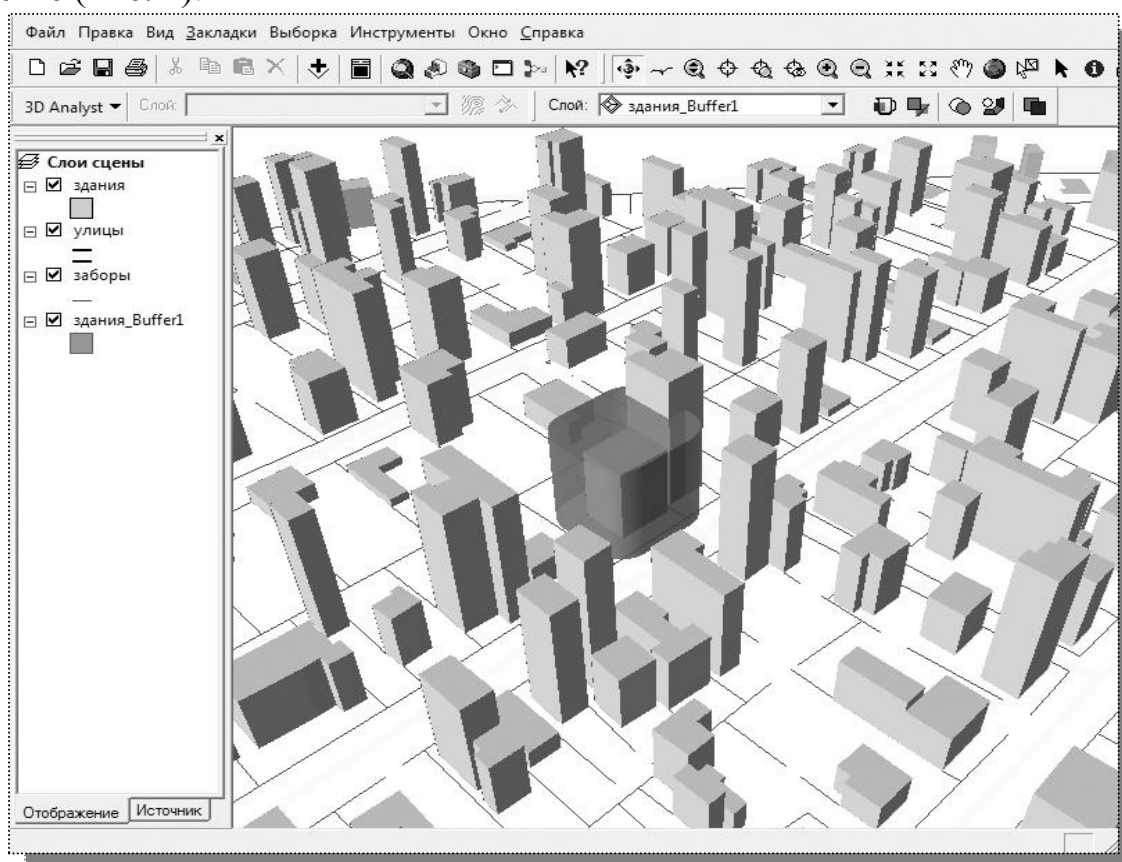 Файл Правка Вид Закладки Выборка Инструменты Окно Справка
3D Analyst Слой: Слой: здания_Buffer1
Слои сцены
здания
улицы
заборы
здания_Buffer1
Отображение Источник